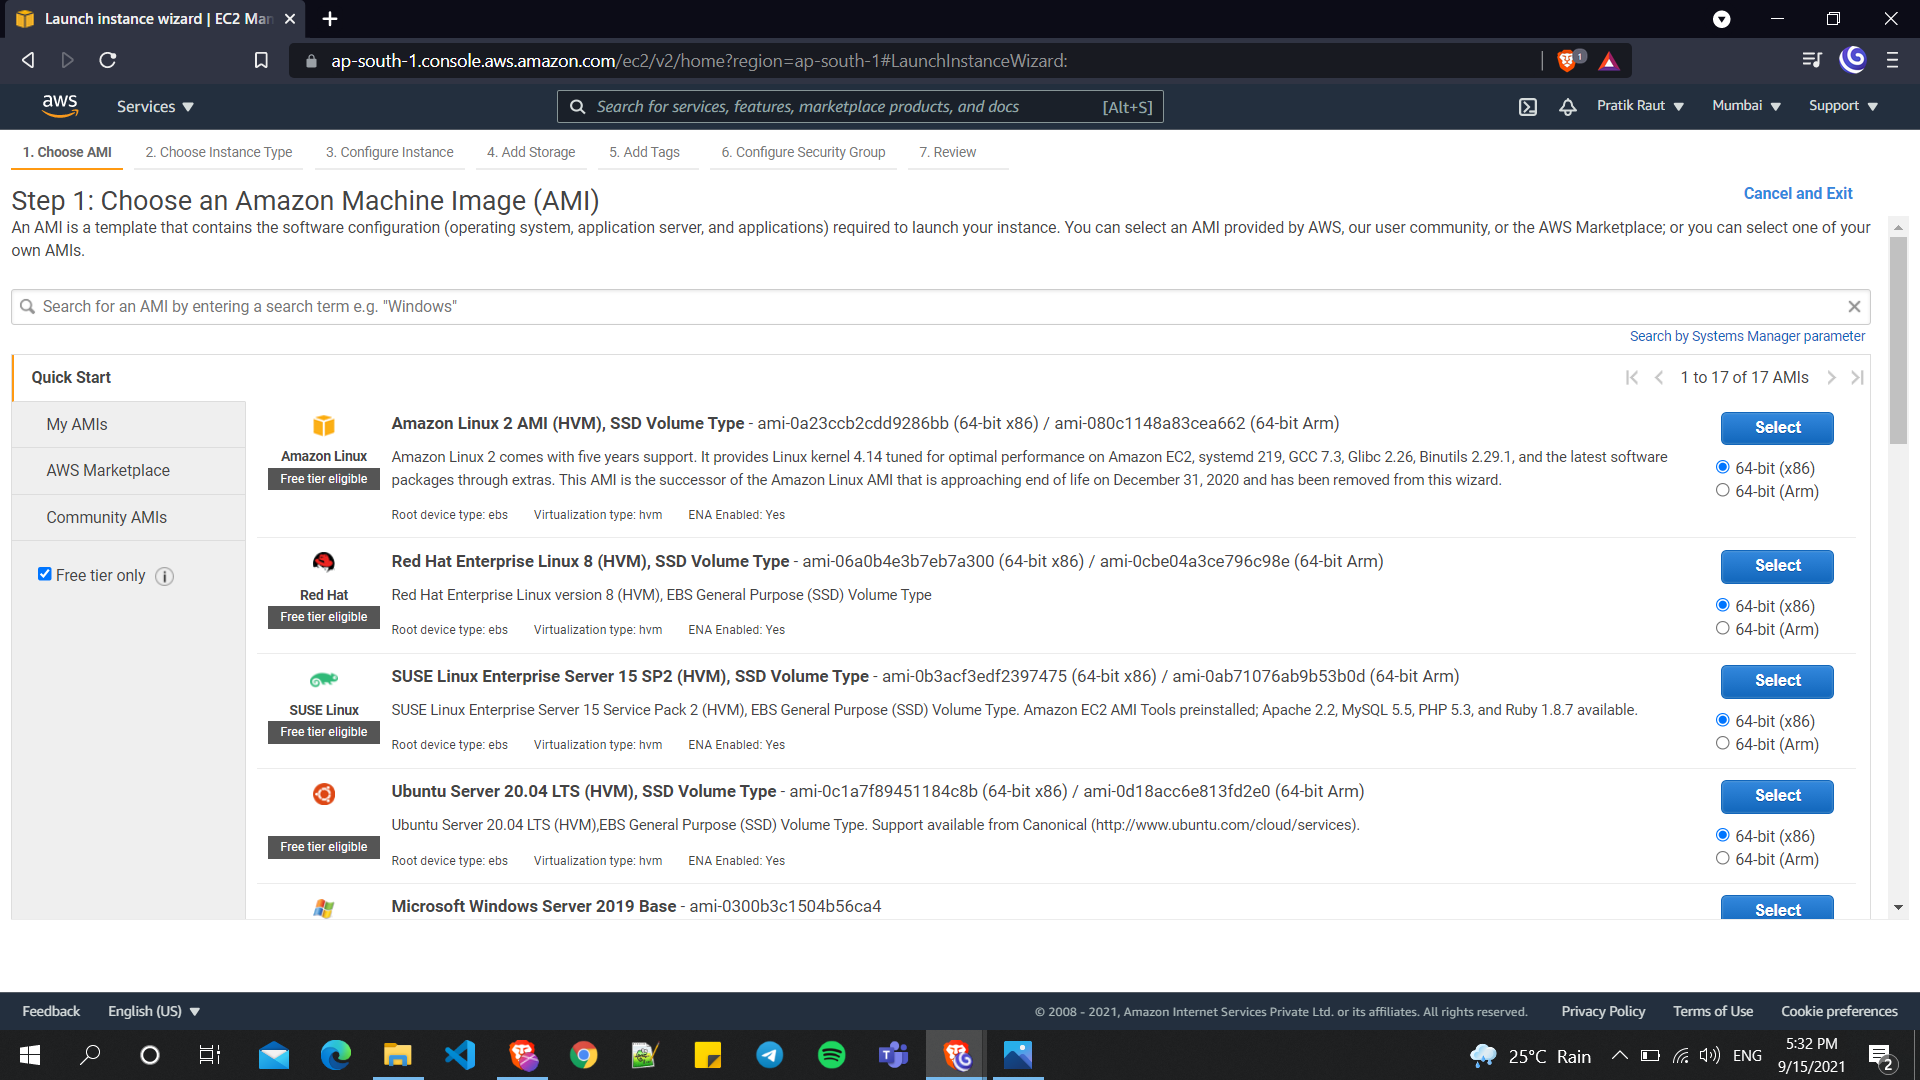 Launch instance wizard | EC2 Man
ap-south-1.console.aws.amazon.com/ec2/v2/home?region=ap-south-1#LaunchInstanceWizard:
1
aws
Services
Search for services, features, marketplace products, and docs
[Alt+S]
Pratik Raut
Mumbai
Support
1. Choose AMI
2. Choose Instance Type
3. Configure Instance
4. Add Storage
5. Add Tags
6. Configure Security Group
7. Review
Step 1: Choose an Amazon Machine Image (AMI)
Cancel and Exit
An AMI is a template that contains the software configuration (operating system, application server, and applications) required to launch your instance. You can select an AMI provided by AWS, our user community, or the AWS Marketplace; or you can select one of your
own AMIs.
Search for an AMI by entering a search term e.g. "Windows"
Search by Systems Manager parameter
Quick Start
1 to 17 of 17 AMIs
My AMIs
AWS Marketplace
Community AMIs
Free tier only
Amazon Linux
Free tier eligible
Amazon Linux 2 AMI (HVM), SSD Volume Type - ami-0a23ccb2cdd9286bb (64-bit x86) / ami-080c1148a83cea662 (64-bit Arm)
Amazon Linux 2 comes with five years support. It provides Linux kernel 4.14 tuned for optimal performance on Amazon EC2, systemd 219, GCC 7.3, Glibc 2.26, Binutils 2.29.1, and the latest software
packages through extras. This AMI is the successor of the Amazon Linux AMI that is approaching end of life on December 31, 2020 and has been removed from this wizard.
Root device type: ebs
Virtualization type: hvm
ENA Enabled: Yes
Select
64-bit (x86)
64-bit (Arm)
Red Hat
Free tier eligible
Red Hat Enterprise Linux 8 (HVM), SSD Volume Type - ami-06a0b4e3b7eb7a300 (64-bit x86) / ami-0cbe04a3ce796c98e (64-bit Arm)
Red Hat Enterprise Linux version 8 (HVM), EBS General Purpose (SSD) Volume Type
Root device type: ebs
Virtualization type: hvm
ENA Enabled: Yes
Select
64-bit (x86)
64-bit (Arm)
SUSE Linux
Free tier eligible
SUSE Linux Enterprise Server 15 SP2 (HVM), SSD Volume Type - ami-0b3acf3edf2397475 (64-bit x86) / ami-0ab71076ab9b53b0d (64-bit Arm)
SUSE Linux Enterprise Server 15 Service Pack 2 (HVM), EBS General Purpose (SSD) Volume Type. Amazon EC2 AMI Tools preinstalled; Apache 2.2, MySQL 5.5, PHP 5.3, and Ruby 1.8.7 available.
Root device type: ebs
Virtualization type: hvm
ENA Enabled: Yes
Select
64-bit (x86)
64-bit (Arm)
Free tier eligible
Ubuntu Server 20.04 LTS (HVM), SSD Volume Type - ami-0c1a7f89451184c8b (64-bit x86) / ami-0d18acc6e813fd2e0 (64-bit Arm)
Ubuntu Server 20.04 LTS (HVM),EBS General Purpose (SSD) Volume Type. Support available from Canonical (http://www.ubuntu.com/cloud/services).
Root device type: ebs
Virtualization type: hvm
ENA Enabled: Yes
Select
64-bit (x86)
64-bit (Arm)
Microsoft Windows Server 2019 Base - ami-0300b3c1504b56ca4
Select
Feedback
English (US)
© 2008 - 2021, Amazon Internet Services Private Ltd. or its affiliates. All rights reserved.
Privacy Policy
Terms of Use
Cookie preferences
25°C Rain
ENG
5:32 PM
9/15/2021
2